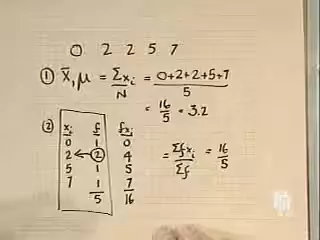 0 2 2 5 7
① X̄, μ = Σxᵢ/N = 0+2+2+5+7/5
= 16/5 = 3.2
② xᵢ f fxᵢ
0 1 0
2 ← ② 4
5 1 5
7 1 7
5 16
= Σfxᵢ/Σf = 16/5